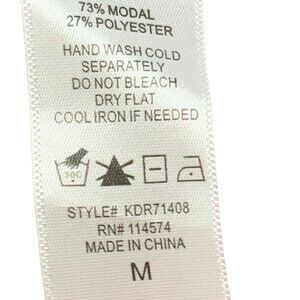 73% MODAL
27% POLYESTER
HAND WASH COLD
SEPARATELY
DO NOT BLEACH
DRY FLAT
COOL IRON IF NEEDED
30C
STYLE# KDR71408
RN# 114574
MADE IN CHINA
M